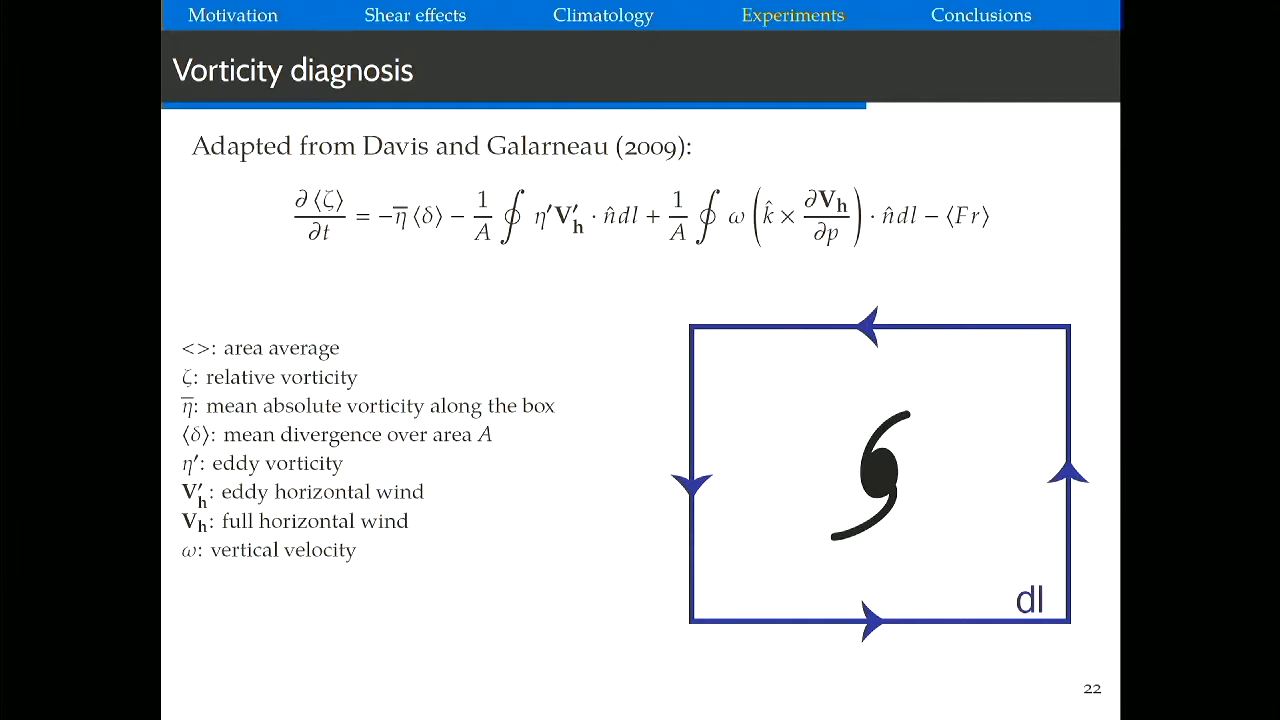 Motivation Shear effects Climatology Experiments Conclusions
Vorticity diagnosis
Adapted from Davis and Galarneau (2009):
∂⟨ζ⟩/∂t = −η̅⟨δ⟩ − 1/A ∮ η′V′ₕ · n̂dl + 1/A ∮ ω (k̂ × ∂Vₕ/∂p) · n̂dl − ⟨Fr⟩
<>: area average
ζ: relative vorticity
η̅: mean absolute vorticity along the box
⟨δ⟩: mean divergence over area A
η′: eddy vorticity
V′ₕ: eddy horizontal wind
Vₕ: full horizontal wind
ω: vertical velocity
dl
22